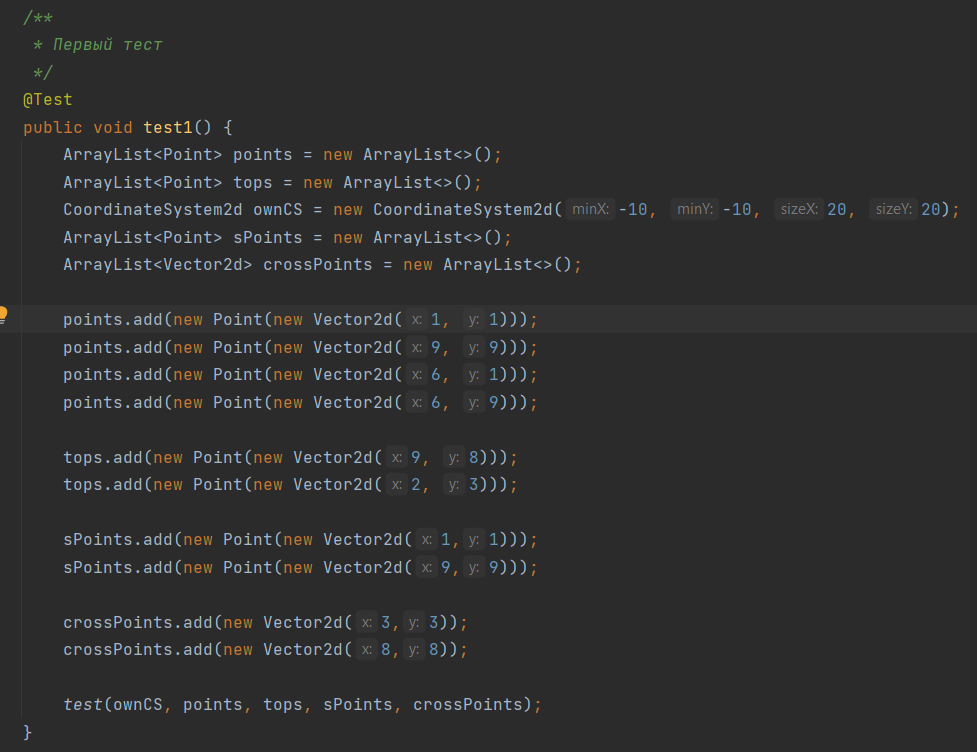 /**
 * Первый тест
 */
@Test
public void test1() {
    ArrayList<Point> points = new ArrayList<>();
    ArrayList<Point> tops = new ArrayList<>();
    CoordinateSystem2d ownCS = new CoordinateSystem2d( minX: -10, minY: -10, sizeX: 20, sizeY: 20);
    ArrayList<Point> sPoints = new ArrayList<>();
    ArrayList<Vector2d> crossPoints = new ArrayList<>();

    points.add(new Point(new Vector2d( x: 1, y: 1)));
    points.add(new Point(new Vector2d( x: 9, y: 9)));
    points.add(new Point(new Vector2d( x: 6, y: 1)));
    points.add(new Point(new Vector2d( x: 6, y: 9)));

    tops.add(new Point(new Vector2d( x: 9, y: 8)));
    tops.add(new Point(new Vector2d( x: 2, y: 3)));

    sPoints.add(new Point(new Vector2d( x: 1, y: 1)));
    sPoints.add(new Point(new Vector2d( x: 9, y: 9)));

    crossPoints.add(new Vector2d( x: 3, y: 3));
    crossPoints.add(new Vector2d( x: 8, y: 8));

    test(ownCS, points, tops, sPoints, crossPoints);
}